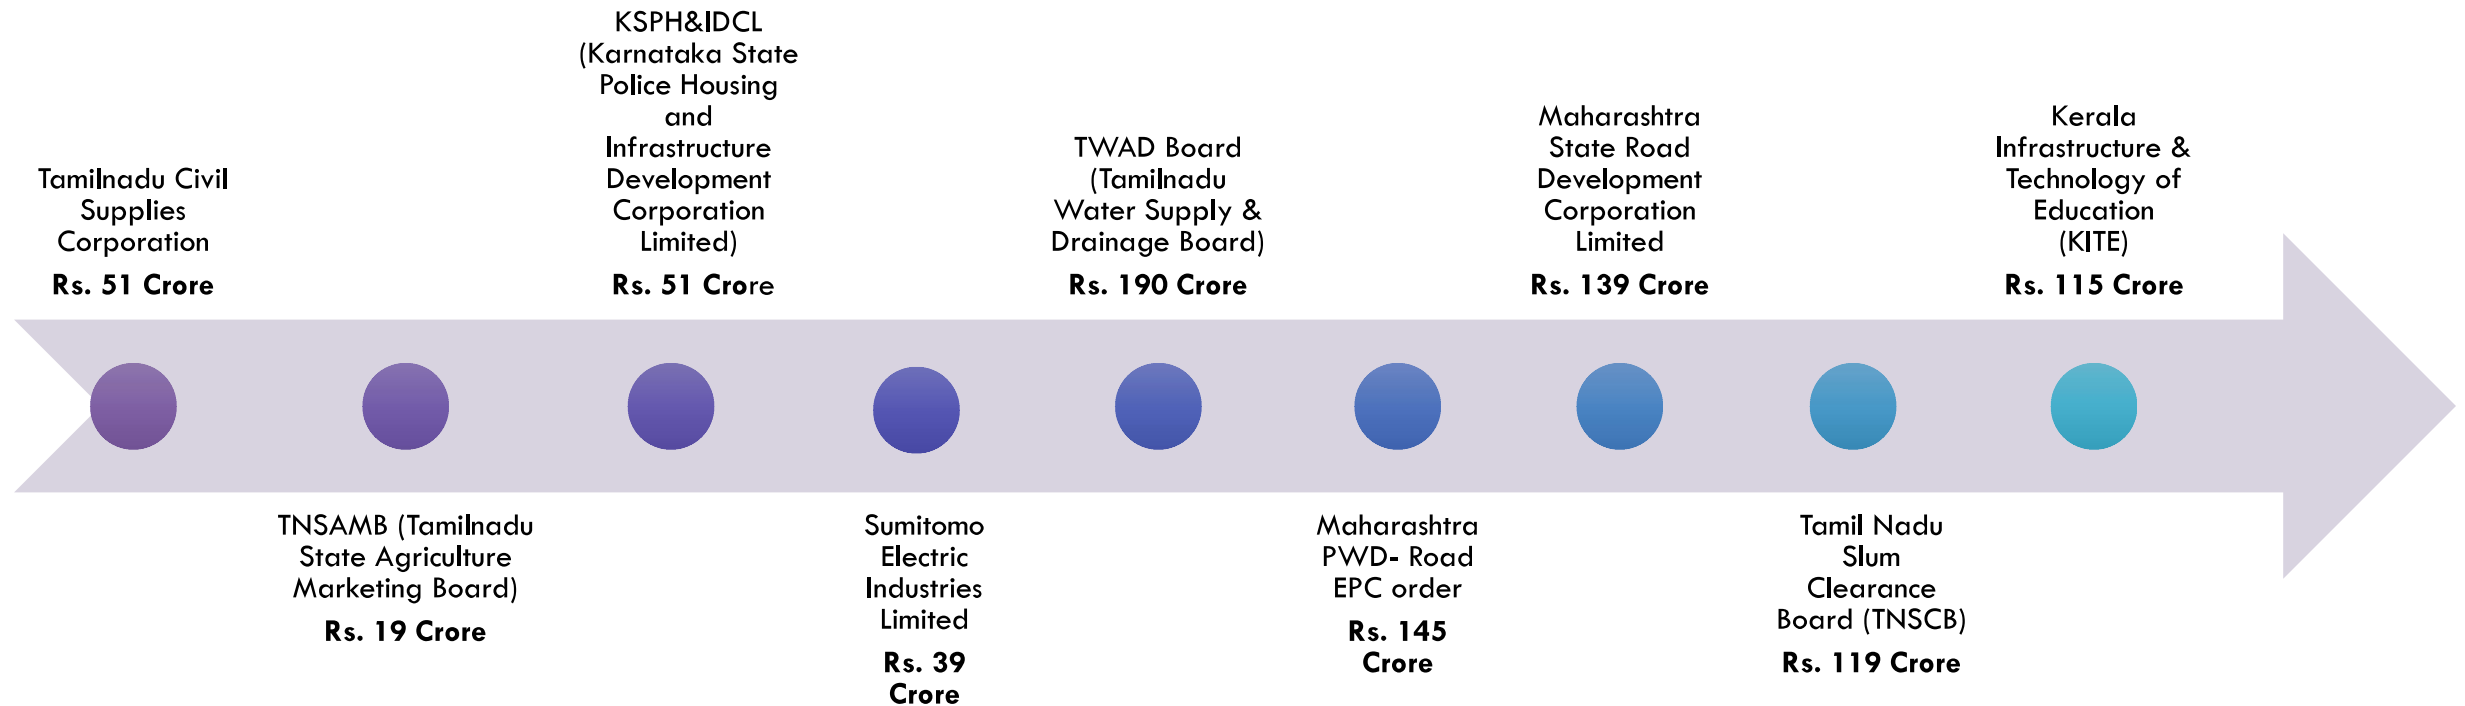 Tamilnadu Civil
Supplies
Corporation
Rs. 51 Crore
TNSAMB (Tamilnadu
State Agriculture
Marketing Board)
Rs. 19 Crore
KSPH&IDCL
(Karnataka State
Police Housing
and
Infrastructure
Development
Corporation
Limited)
Rs. 51 Crore
Sumitomo
Electric
Industries
Limited
Rs. 39
Crore
TWAD Board
(Tamilnadu
Water Supply &
Drainage Board)
Rs. 190 Crore
Maharashtra
PWD- Road
EPC order
Rs. 145
Crore
Maharashtra
State Road
Development
Corporation
Limited
Rs. 139 Crore
Tamil Nadu
Slum
Clearance
Board (TNSCB)
Rs. 119 Crore
Kerala
Infrastructure &
Technology of
Education
(KITE)
Rs. 115 Crore